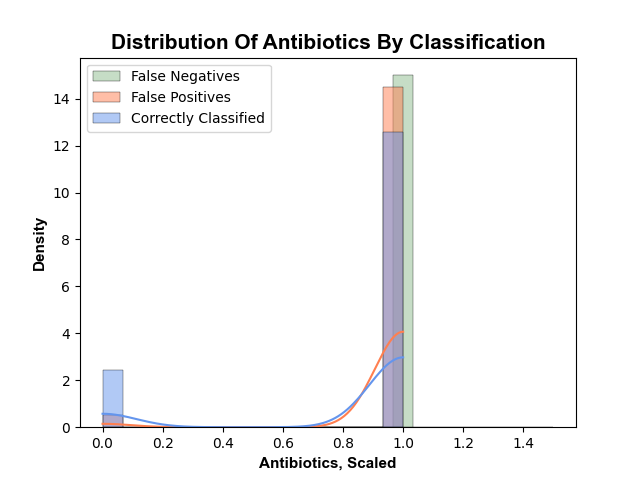 Distribution Of Antibiotics By Classification
False Negatives
False Positives
Correctly Classified
Density
14
12
10
8
6
4
2
0
0.0 0.2 0.4 0.6 0.8 1.0 1.2 1.4
Antibiotics, Scaled